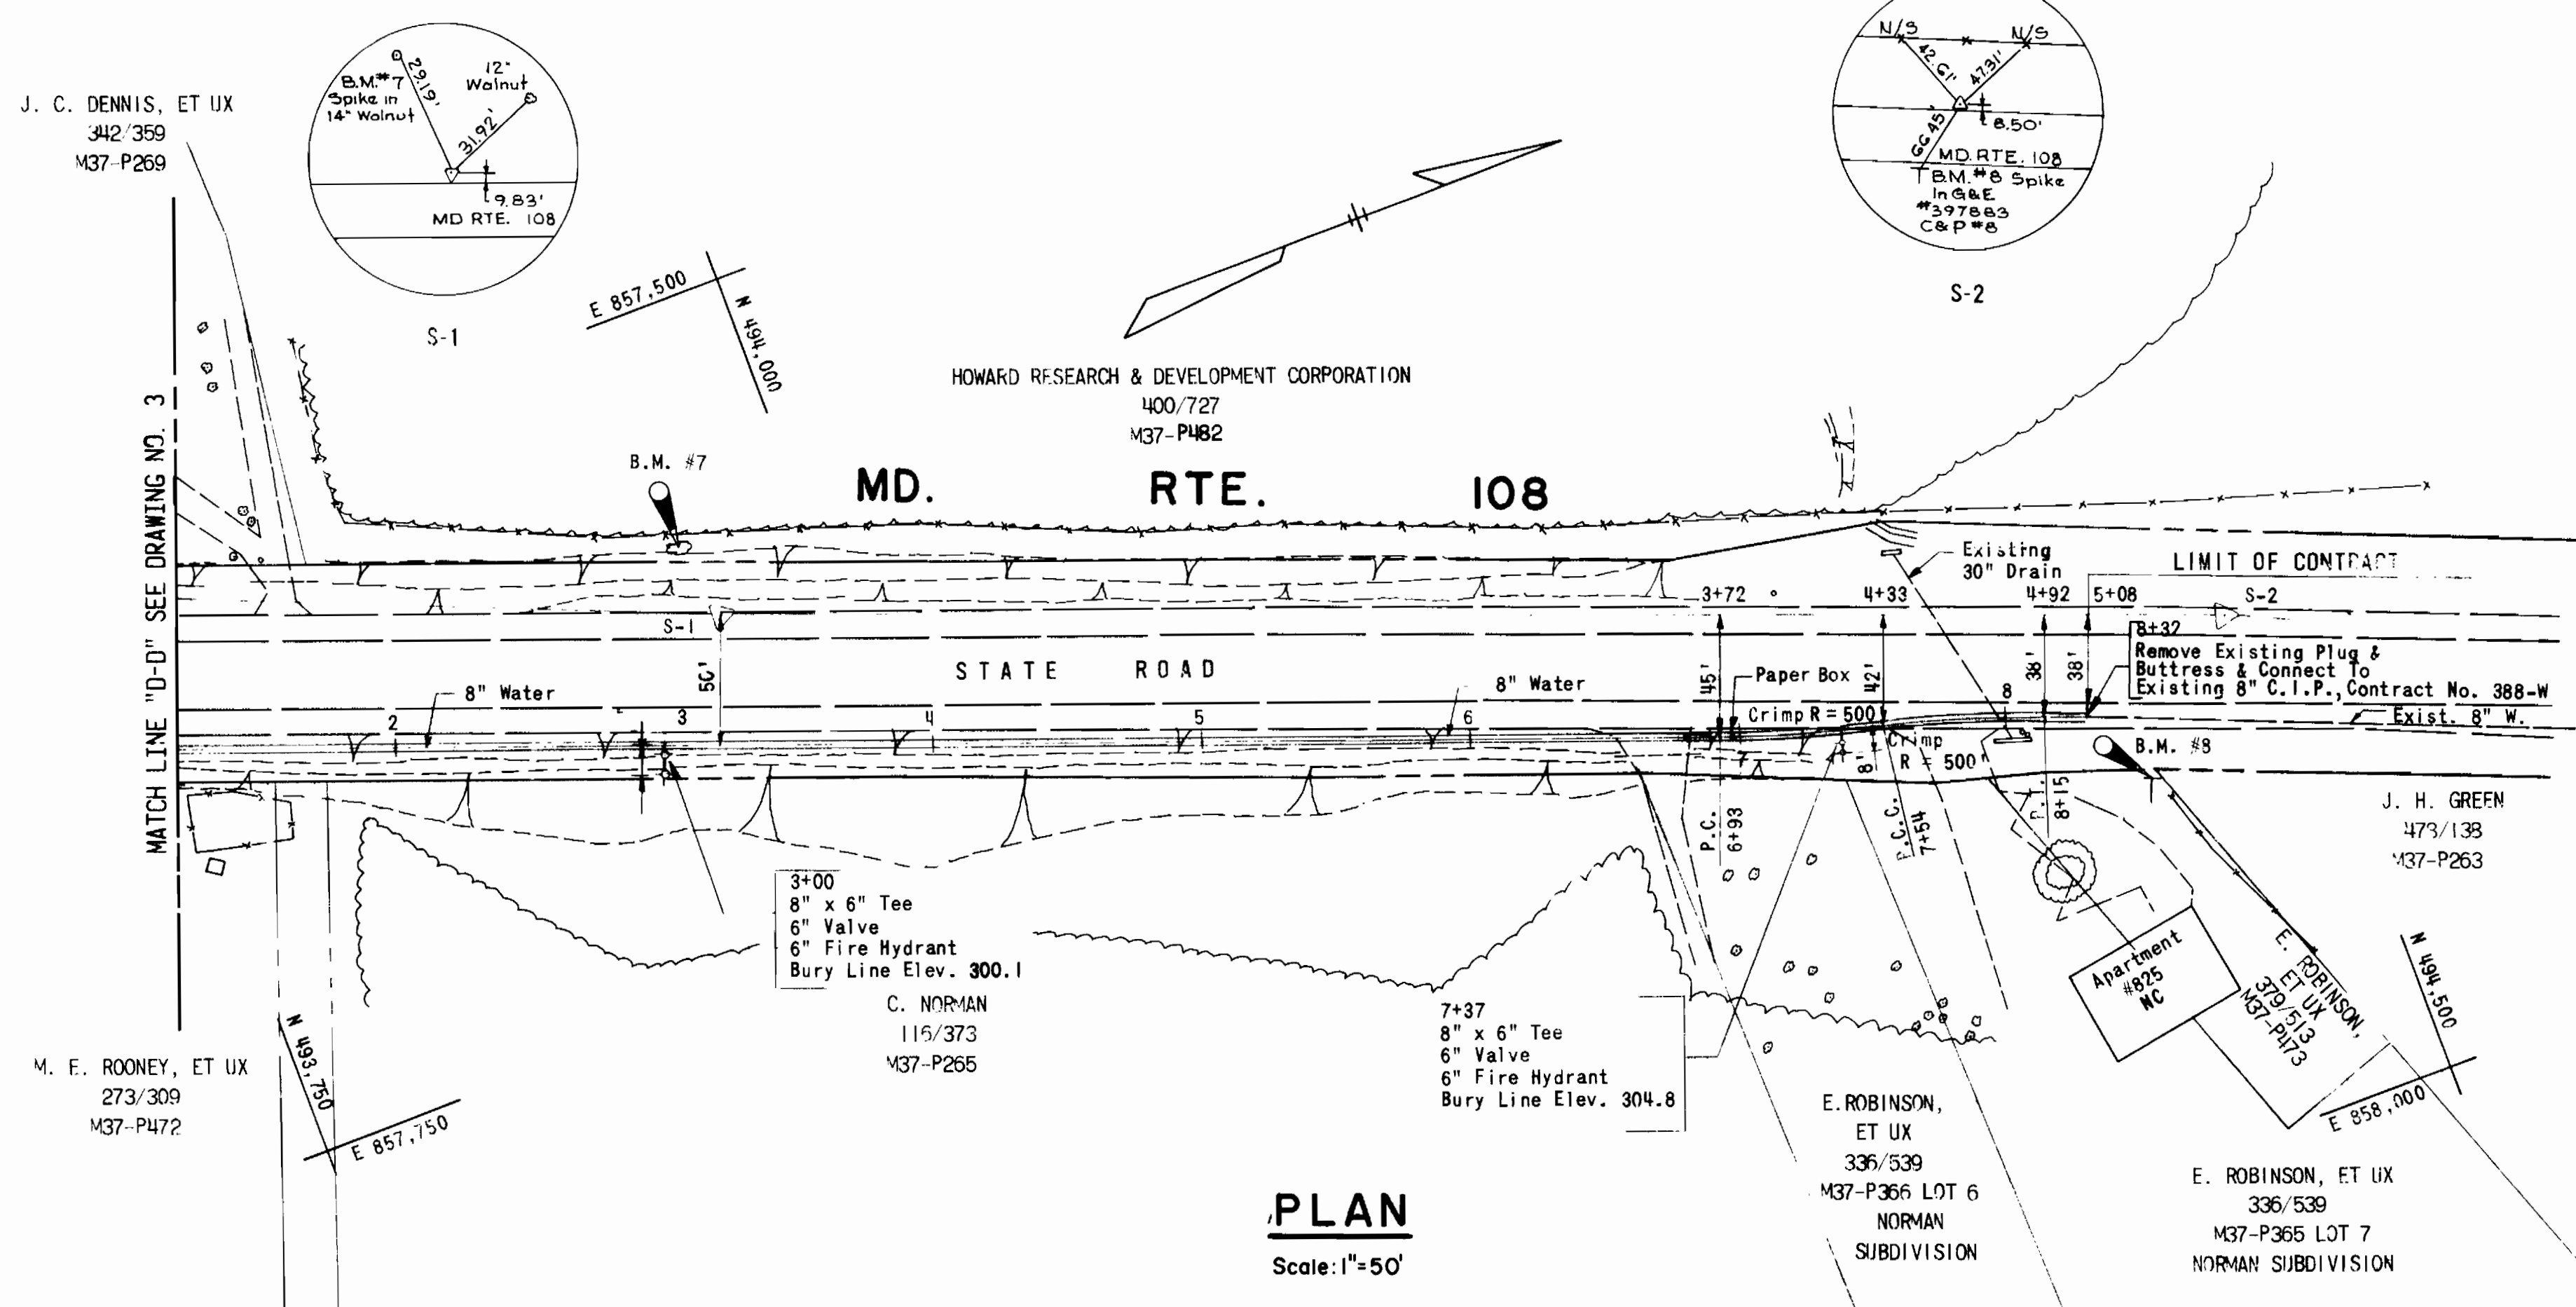 B.M.#7
Spike in
14" Walnut
29.19'
12"
Walnut
31.92'
9.83'
MD RTE. 108
S-1
N/S
N/S
42.61'
47.31'
8.50'
66.45'
MD. RTE. 108
B.M.#8 Spike
In G&E
#397883
C&P #8
S-2
J. C. DENNIS, ET UX
342/359
M37-P269
E 857,500
N 494,000
HOWARD RESEARCH & DEVELOPMENT CORPORATION
400/727
M37-P482
MATCH LINE "D-D" SEE DRAWING NO. 3
B.M. #7
MD. RTE. 108
Existing
30" Drain
LIMIT OF CONTRACT
3+72
4+33
4+92
5+08
S-2
S-1
8+32
Remove Existing Plug &
Buttress & Connect To
Existing 8" C.I.P., Contract No. 388-W
STATE ROAD
50'
45'
42'
38'
38'
Paper Box
8" Water
8" Water
2
3
4
5
6
7
8
Crimp R = 500'
Crimp
R = 500'
8'
Exist. 8" W.
B.M. #8
P.C.
6+93
P.C.C.
7+54
P.T.
8+15
J. H. GREEN
473/138
M37-P263
3+00
8" x 6" Tee
6" Valve
6" Fire Hydrant
Bury Line Elev. 300.1
C. NORMAN
116/373
M37-P265
7+37
8" x 6" Tee
6" Valve
6" Fire Hydrant
Bury Line Elev. 304.8
Apartment
#825
NC
E. ROBINSON,
ET UX
379/513
M37-P473
N 494,500
E 858,000
M. E. ROONEY, ET UX
273/309
M37-P472
N 493,750
E 857,750
E. ROBINSON,
ET UX
336/539
M37-P366 LOT 6
NORMAN
SUBDIVISION
E. ROBINSON, ET UX
336/539
M37-P365 LOT 7
NORMAN SUBDIVISION
PLAN
Scale: 1"=50'